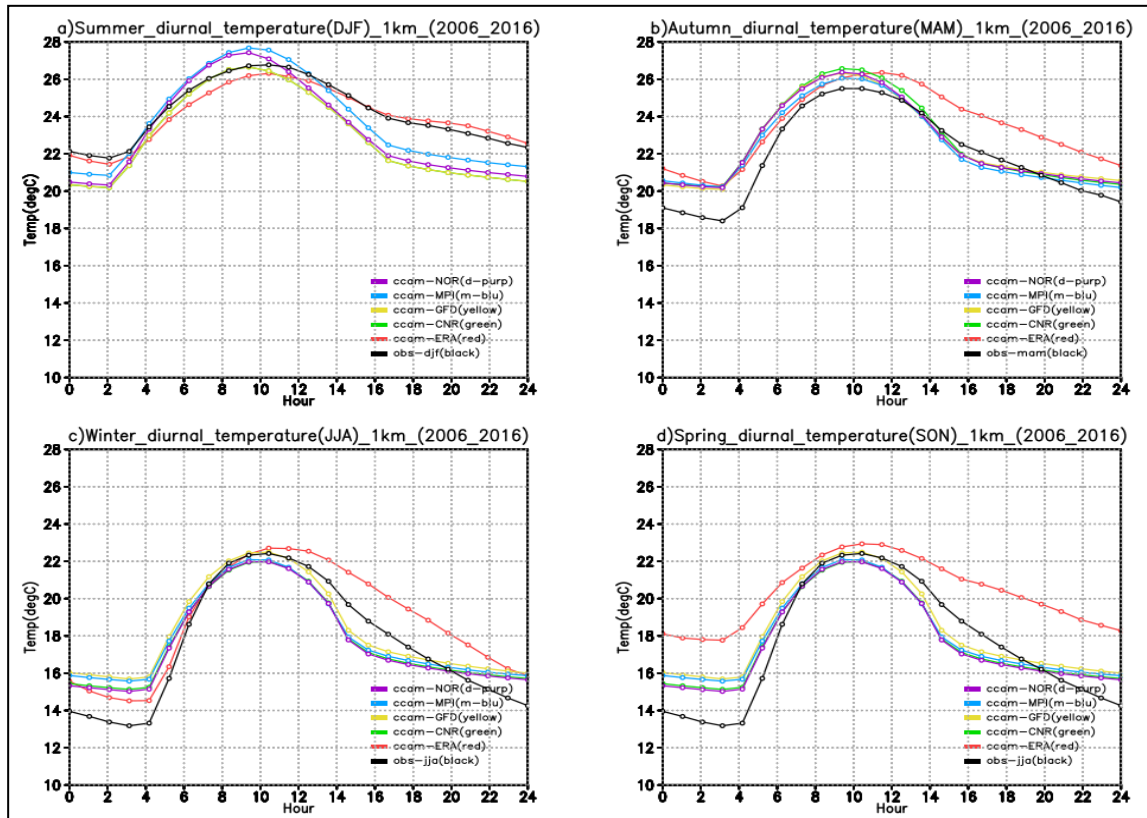 a)Summer_diurnal_temperature(DJF)_1km_(2006_2016)
28
26
24
22
20
18
16
14
12
10
Temp(degC)
0 2 4 6 8 10 12 14 16 18 20 22 24
Hour
ccam-NOR(d-purp)
ccam-MPI(m-blu)
ccam-GFD(yellow)
ccam-CNR(green)
ccam-ERA(red)
obs-djf(black)
b)Autumn_diurnal_temperature(MAM)_1km_(2006_2016)
28
26
24
22
20
18
16
14
12
10
Temp(degC)
0 2 4 6 8 10 12 14 16 18 20 22 24
Hour
ccam-NOR(d-purp)
ccam-MPI(m-blu)
ccam-GFD(yellow)
ccam-CNR(green)
ccam-ERA(red)
obs-mam(black)
c)Winter_diurnal_temperature(JJA)_1km_(2006_2016)
28
26
24
22
20
18
16
14
12
10
Temp(degC)
0 2 4 6 8 10 12 14 16 18 20 22 24
Hour
ccam-NOR(d-purp)
ccam-MPI(m-blu)
ccam-GFD(yellow)
ccam-CNR(green)
ccam-ERA(red)
obs-jja(black)
d)Spring_diurnal_temperature(SON)_1km_(2006_2016)
28
26
24
22
20
18
16
14
12
10
Temp(degC)
0 2 4 6 8 10 12 14 16 18 20 22 24
Hour
ccam-NOR(d-purp)
ccam-MPI(m-blu)
ccam-GFD(yellow)
ccam-CNR(green)
ccam-ERA(red)
obs-jja(black)